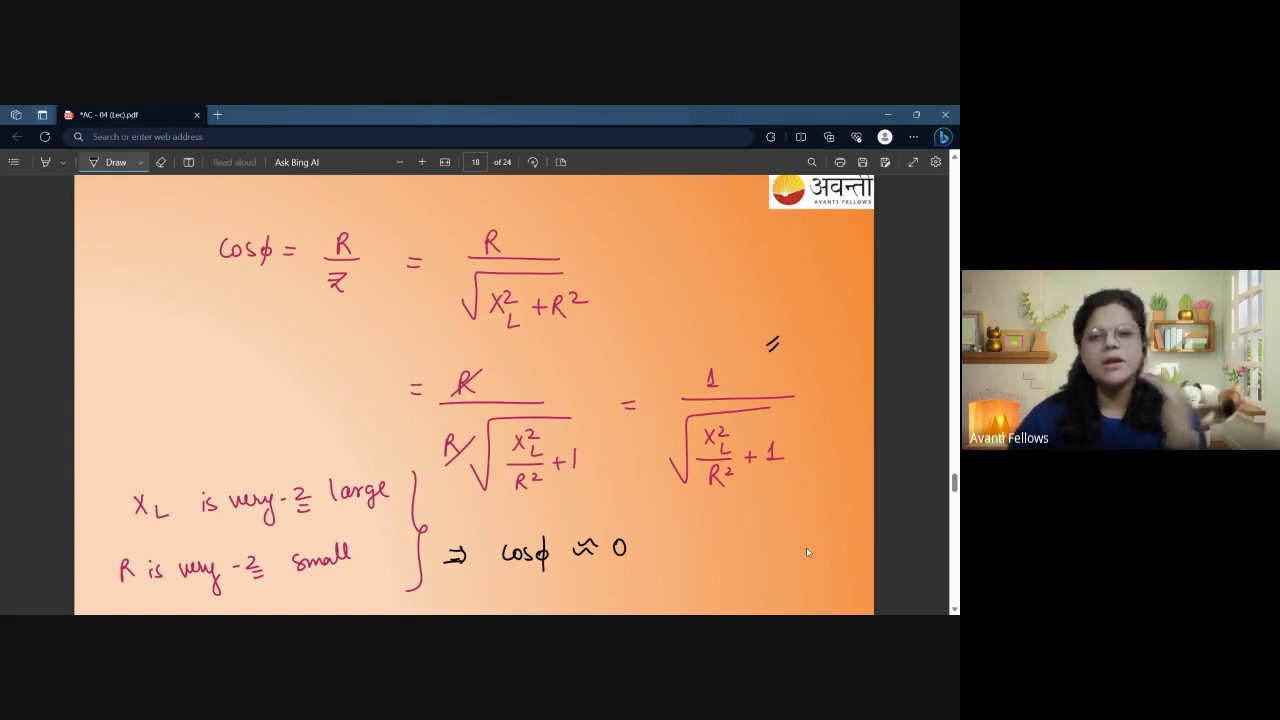 *AC - 04 (Lec).pdf
Search or enter web address
Draw
Read aloud
Ask Bing AI
18 of 24
अवन्ती
AVANTI FELLOWS
cosϕ = R/Z = R/√(X_L² + R²)
= R/(R√(X_L²/R² + 1)) = 1/√(X_L²/R² + 1)
X_L is very-2 large
R is very-2 small
⇒ cosϕ ≈ 0
Avanti Fellows